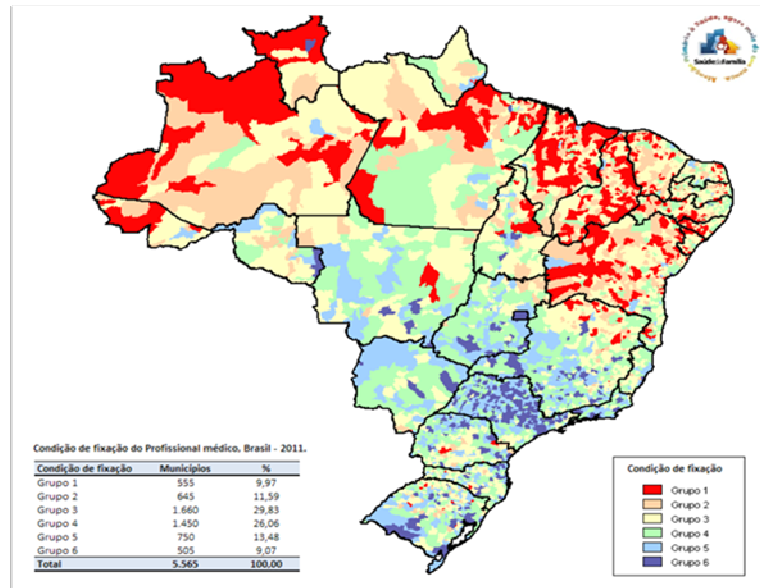 Saúde da Família
Condição de fixação do Profissional médico, Brasil - 2011.
Condição de fixação Municípios %
Grupo 1 555 9,97
Grupo 2 645 11,59
Grupo 3 1.660 29,83
Grupo 4 1.450 26,06
Grupo 5 750 13,48
Grupo 6 505 9,07
Total 5.565 100,00
Condição de fixação
Grupo 1
Grupo 2
Grupo 3
Grupo 4
Grupo 5
Grupo 6